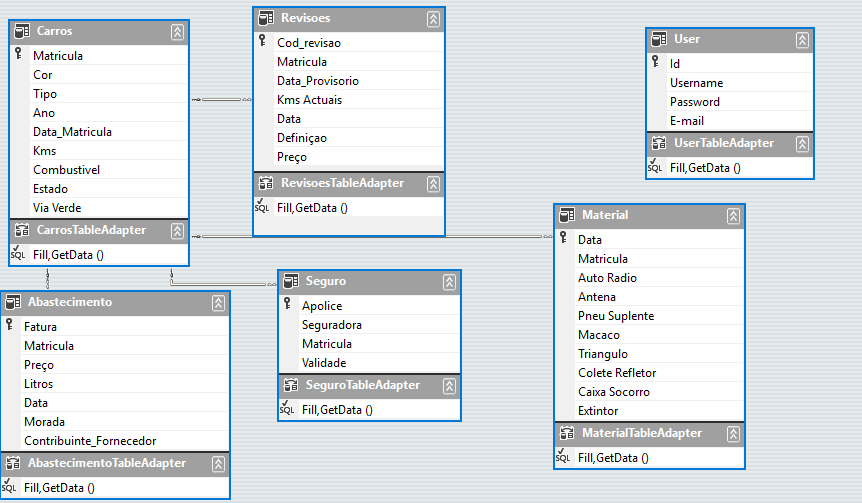 Carros
Matricula
Cor
Tipo
Ano
Data_Matricula
Kms
Combustivel
Estado
Via Verde
CarrosTableAdapter
SQL Fill,GetData ()
Revisoes
Cod_revisao
Matricula
Data_Provisorio
Kms Actuais
Data
Definiçao
Preço
RevisoesTableAdapter
SQL Fill,GetData ()
User
Id
Username
Password
E-mail
UserTableAdapter
SQL Fill,GetData ()
Material
Data
Matricula
Auto Radio
Antena
Pneu Suplente
Macaco
Triangulo
Colete Refletor
Caixa Socorro
Extintor
MaterialTableAdapter
SQL Fill,GetData ()
Seguro
Apolice
Seguradora
Matricula
Validade
SeguroTableAdapter
SQL Fill,GetData ()
Abastecimento
Fatura
Matricula
Preço
Litros
Data
Morada
Contribuinte_Fornecedor
AbastecimentoTableAdapter
SQL Fill,GetData ()